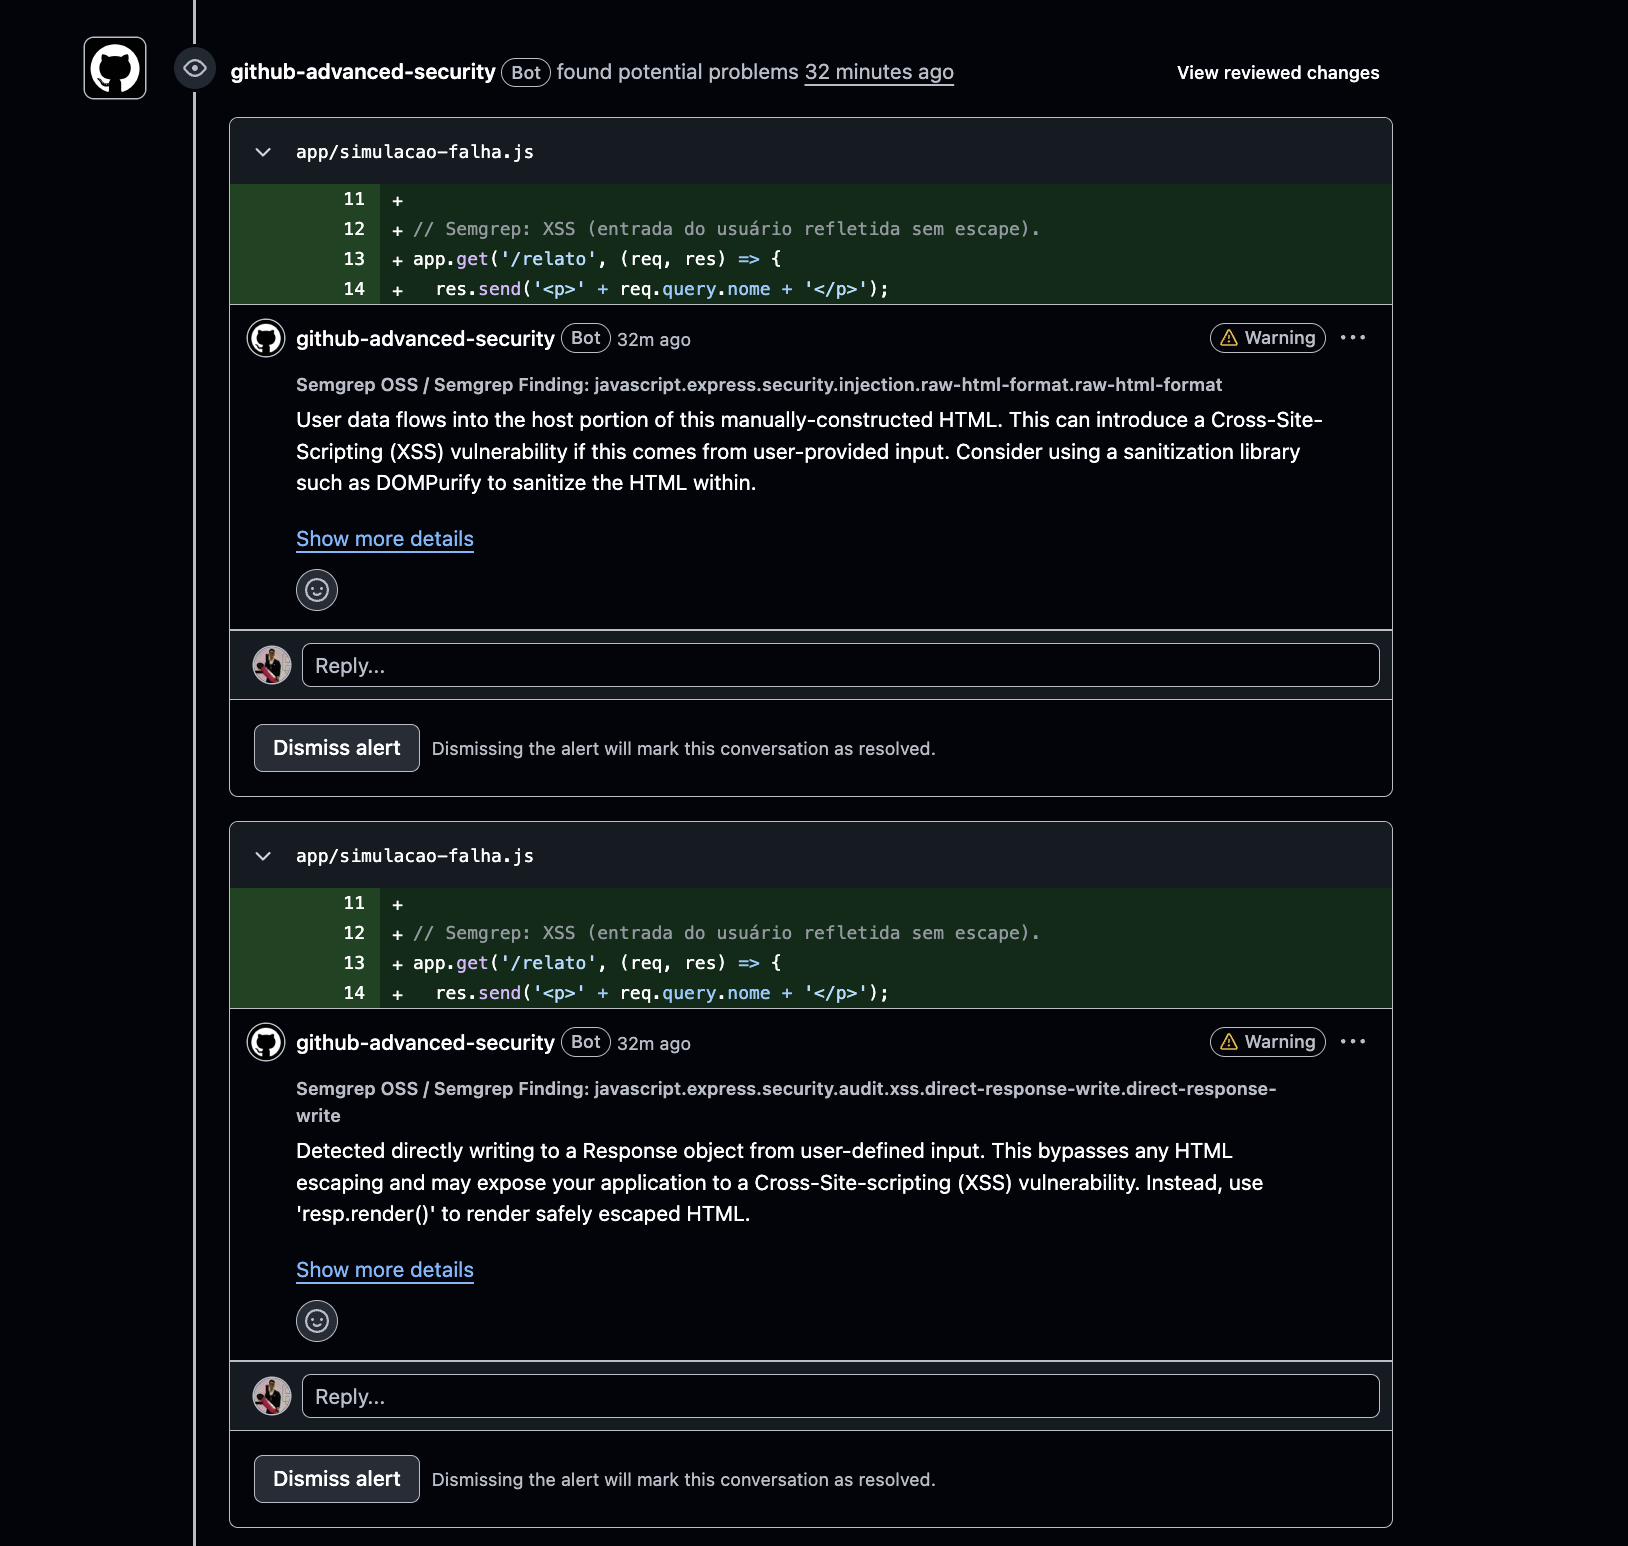 github-advanced-security Bot found potential problems 32 minutes ago View reviewed changes
app/simulacao-falha.js
11 +
12 + // Semgrep: XSS (entrada do usuário refletida sem escape).
13 + app.get('/relato', (req, res) => {
14 + res.send('<p>' + req.query.nome + '</p>');
github-advanced-security Bot 32m ago Warning
Semgrep OSS / Semgrep Finding: javascript.express.security.injection.raw-html-format.raw-html-format
User data flows into the host portion of this manually-constructed HTML. This can introduce a Cross-Site-
Scripting (XSS) vulnerability if this comes from user-provided input. Consider using a sanitization library
such as DOMPurify to sanitize the HTML within.
Show more details
Reply...
Dismiss alert Dismissing the alert will mark this conversation as resolved.
app/simulacao-falha.js
11 +
12 + // Semgrep: XSS (entrada do usuário refletida sem escape).
13 + app.get('/relato', (req, res) => {
14 + res.send('<p>' + req.query.nome + '</p>');
github-advanced-security Bot 32m ago Warning
Semgrep OSS / Semgrep Finding: javascript.express.security.audit.xss.direct-response-write.direct-response-
write
Detected directly writing to a Response object from user-defined input. This bypasses any HTML
escaping and may expose your application to a Cross-Site-scripting (XSS) vulnerability. Instead, use
'resp.render()' to render safely escaped HTML.
Show more details
Reply...
Dismiss alert Dismissing the alert will mark this conversation as resolved.